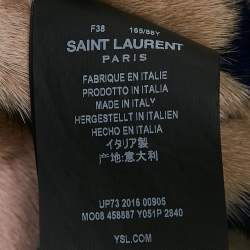 F38 165/88Y
SAINT LAURENT
PARIS
FABRIQUE EN ITALIE
PRODOTTO IN ITALIA
MADE IN ITALY
HERGESTELLT IN ITALIEN
HECHO EN ITALIA
イタリア製
产地:意大利
UP73 2016 00905
MO08 458887 Y051P 2840
YSL.COM